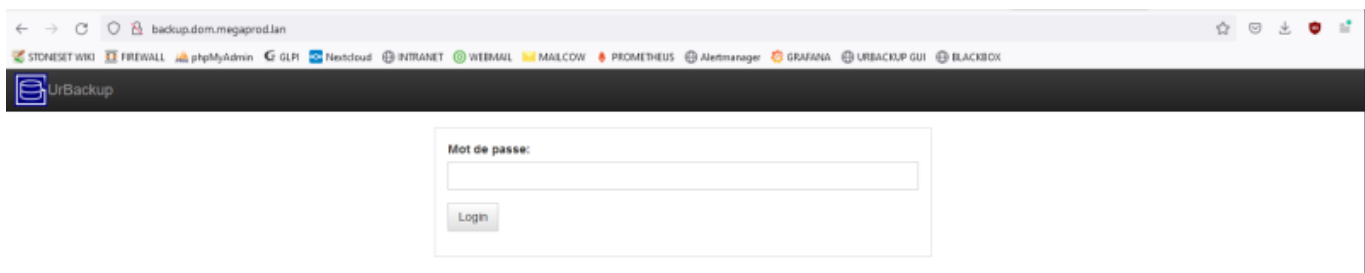 backup.dom.megaprod.lan
STONESET WIKI FIREWALL phpMyAdmin GLPI Nextcloud INTRANET WEBMAIL MAILCOW PROMETHEUS Alertmanager GRAFANA URBACKUP GUI BLACKBOX
UrBackup
Mot de passe:
Login